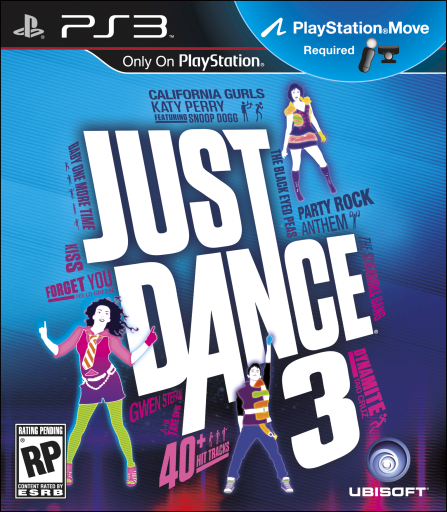 PS3
PlayStation®Move
Required
Only On PlayStation®
CALIFORNIA GURLS
KATY PERRY
FEATURING SNOOP DOGG
BABY ONE MORE TIME
THE BLACK EYED PEAS
PARTY ROCK
ANTHEM
KISS
FORGET YOU
JUST
DANCE
3
GWEN STEFANI
DYNAMITE
TAIO CRUZ
40+
HIT TRACKS
RATING PENDING
RP
CONTENT RATED BY
ESRB
UBISOFT